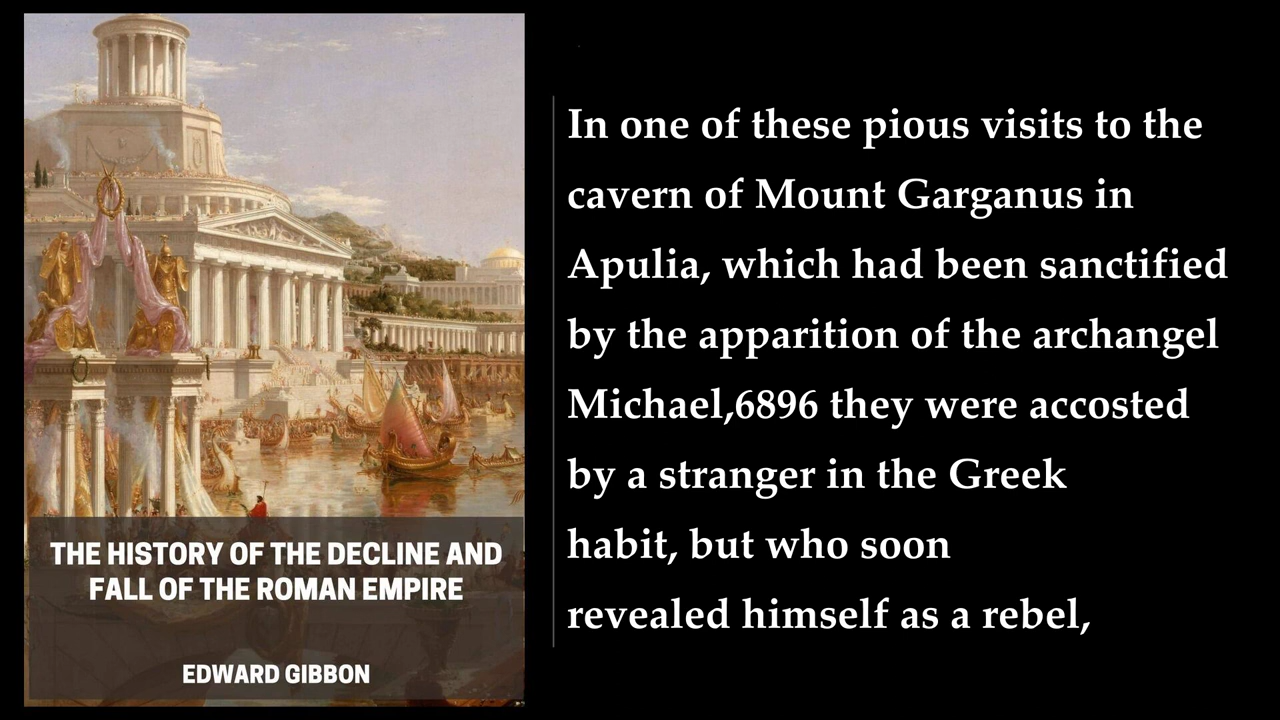 THE HISTORY OF THE DECLINE AND
FALL OF THE ROMAN EMPIRE
EDWARD GIBBON
In one of these pious visits to the
cavern of Mount Garganus in
Apulia, which had been sanctified
by the apparition of the archangel
Michael,6896 they were accosted
by a stranger in the Greek
habit, but who soon
revealed himself as a rebel,